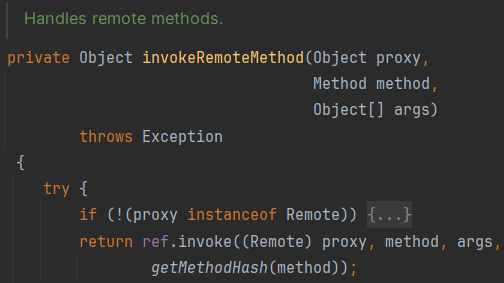 Handles remote methods.
private Object invokeRemoteMethod(Object proxy,
Method method,
Object[] args)
throws Exception
{
try {
if (!(proxy instanceof Remote)) {...}
return ref.invoke((Remote) proxy, method, args,
getMethodHash(method));